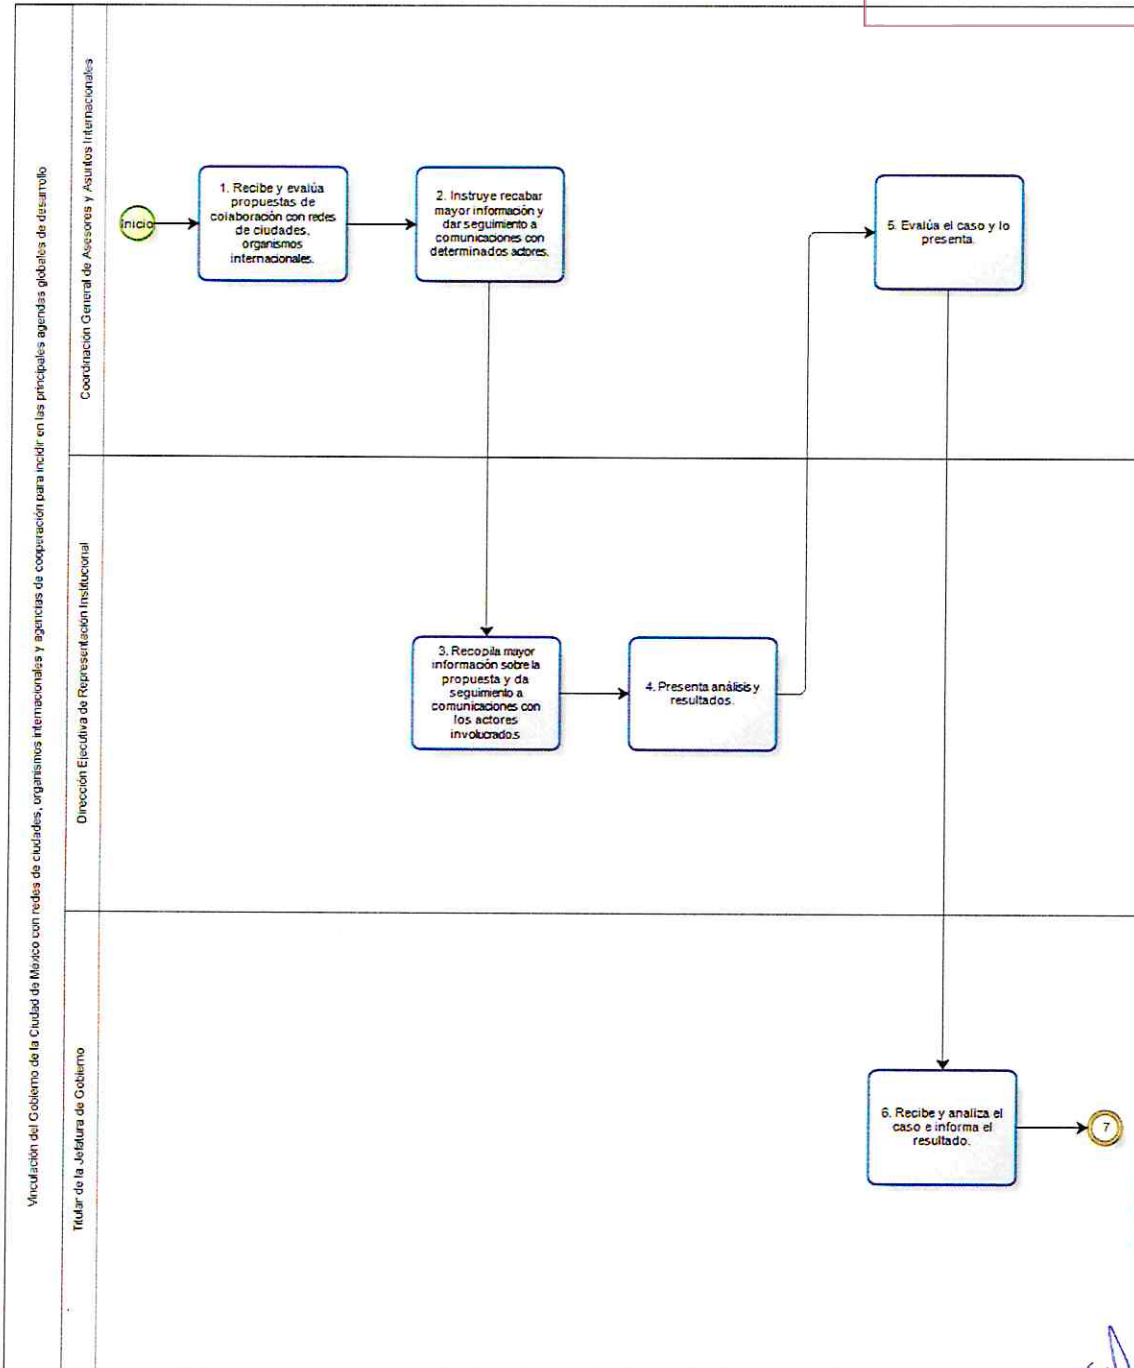 Vinculación del Gobierno de la Ciudad de México con redes de ciudades, organismos internacionales y agencias de cooperación para incidir en las principales agendas globales de desarrollo
Coordinación General de Asesores y Asuntos Internacionales
Inicio
1. Recibe y evalúa
propuestas de
colaboración con redes
de ciudades,
organismos
internacionales.
2. Instruye recabar
mayor información y
dar seguimiento a
comunicaciones con
determinados actores.
5. Evalúa el caso y lo
presenta.
Dirección Ejecutiva de Representación Institucional
3. Recopila mayor
información sobre la
propuesta y da
seguimiento a
comunicaciones con
los actores
involucrados
4. Presenta análisis y
resultados.
Titular de la Jefatura de Gobierno
6. Recibe y analiza el
caso e informa el
resultado.
7